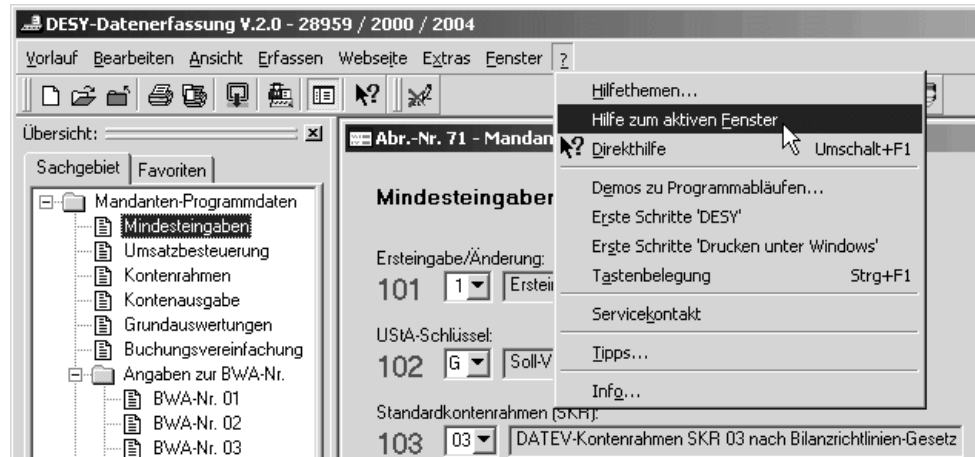 DESY-Datenerfassung V.2.0 - 28959 / 2000 / 2004
Vorlauf Bearbeiten Ansicht Erfassen Webseite Extras Fenster ?
Hilfethemen...
Hilfe zum aktiven Fenster
Direkthilfe Umschalt+F1
Demos zu Programmabläufen...
Erste Schritte 'DESY'
Erste Schritte 'Drucken unter Windows'
Tastenbelegung Strg+F1
Servicekontakt
Tipps...
Info...
Übersicht:
Sachgebiet Favoriten
Mandanten-Programmdaten
Mindesteingaben
Umsatzbesteuerung
Kontenrahmen
Kontenausgabe
Grundauswertungen
Buchungsvereinfachung
Angaben zur BWA-Nr.
BWA-Nr. 01
BWA-Nr. 02
BWA-Nr. 03
Abr.-Nr. 71 - Mandan
Mindesteingaben
Ersteingabe/Änderung:
101 1 Erstei
UStA-Schlüssel:
102 G Soll-V
Standardkontenrahmen (SKR):
103 03 DATEV-Kontenrahmen SKR 03 nach Bilanzrichtlinien-Gesetz